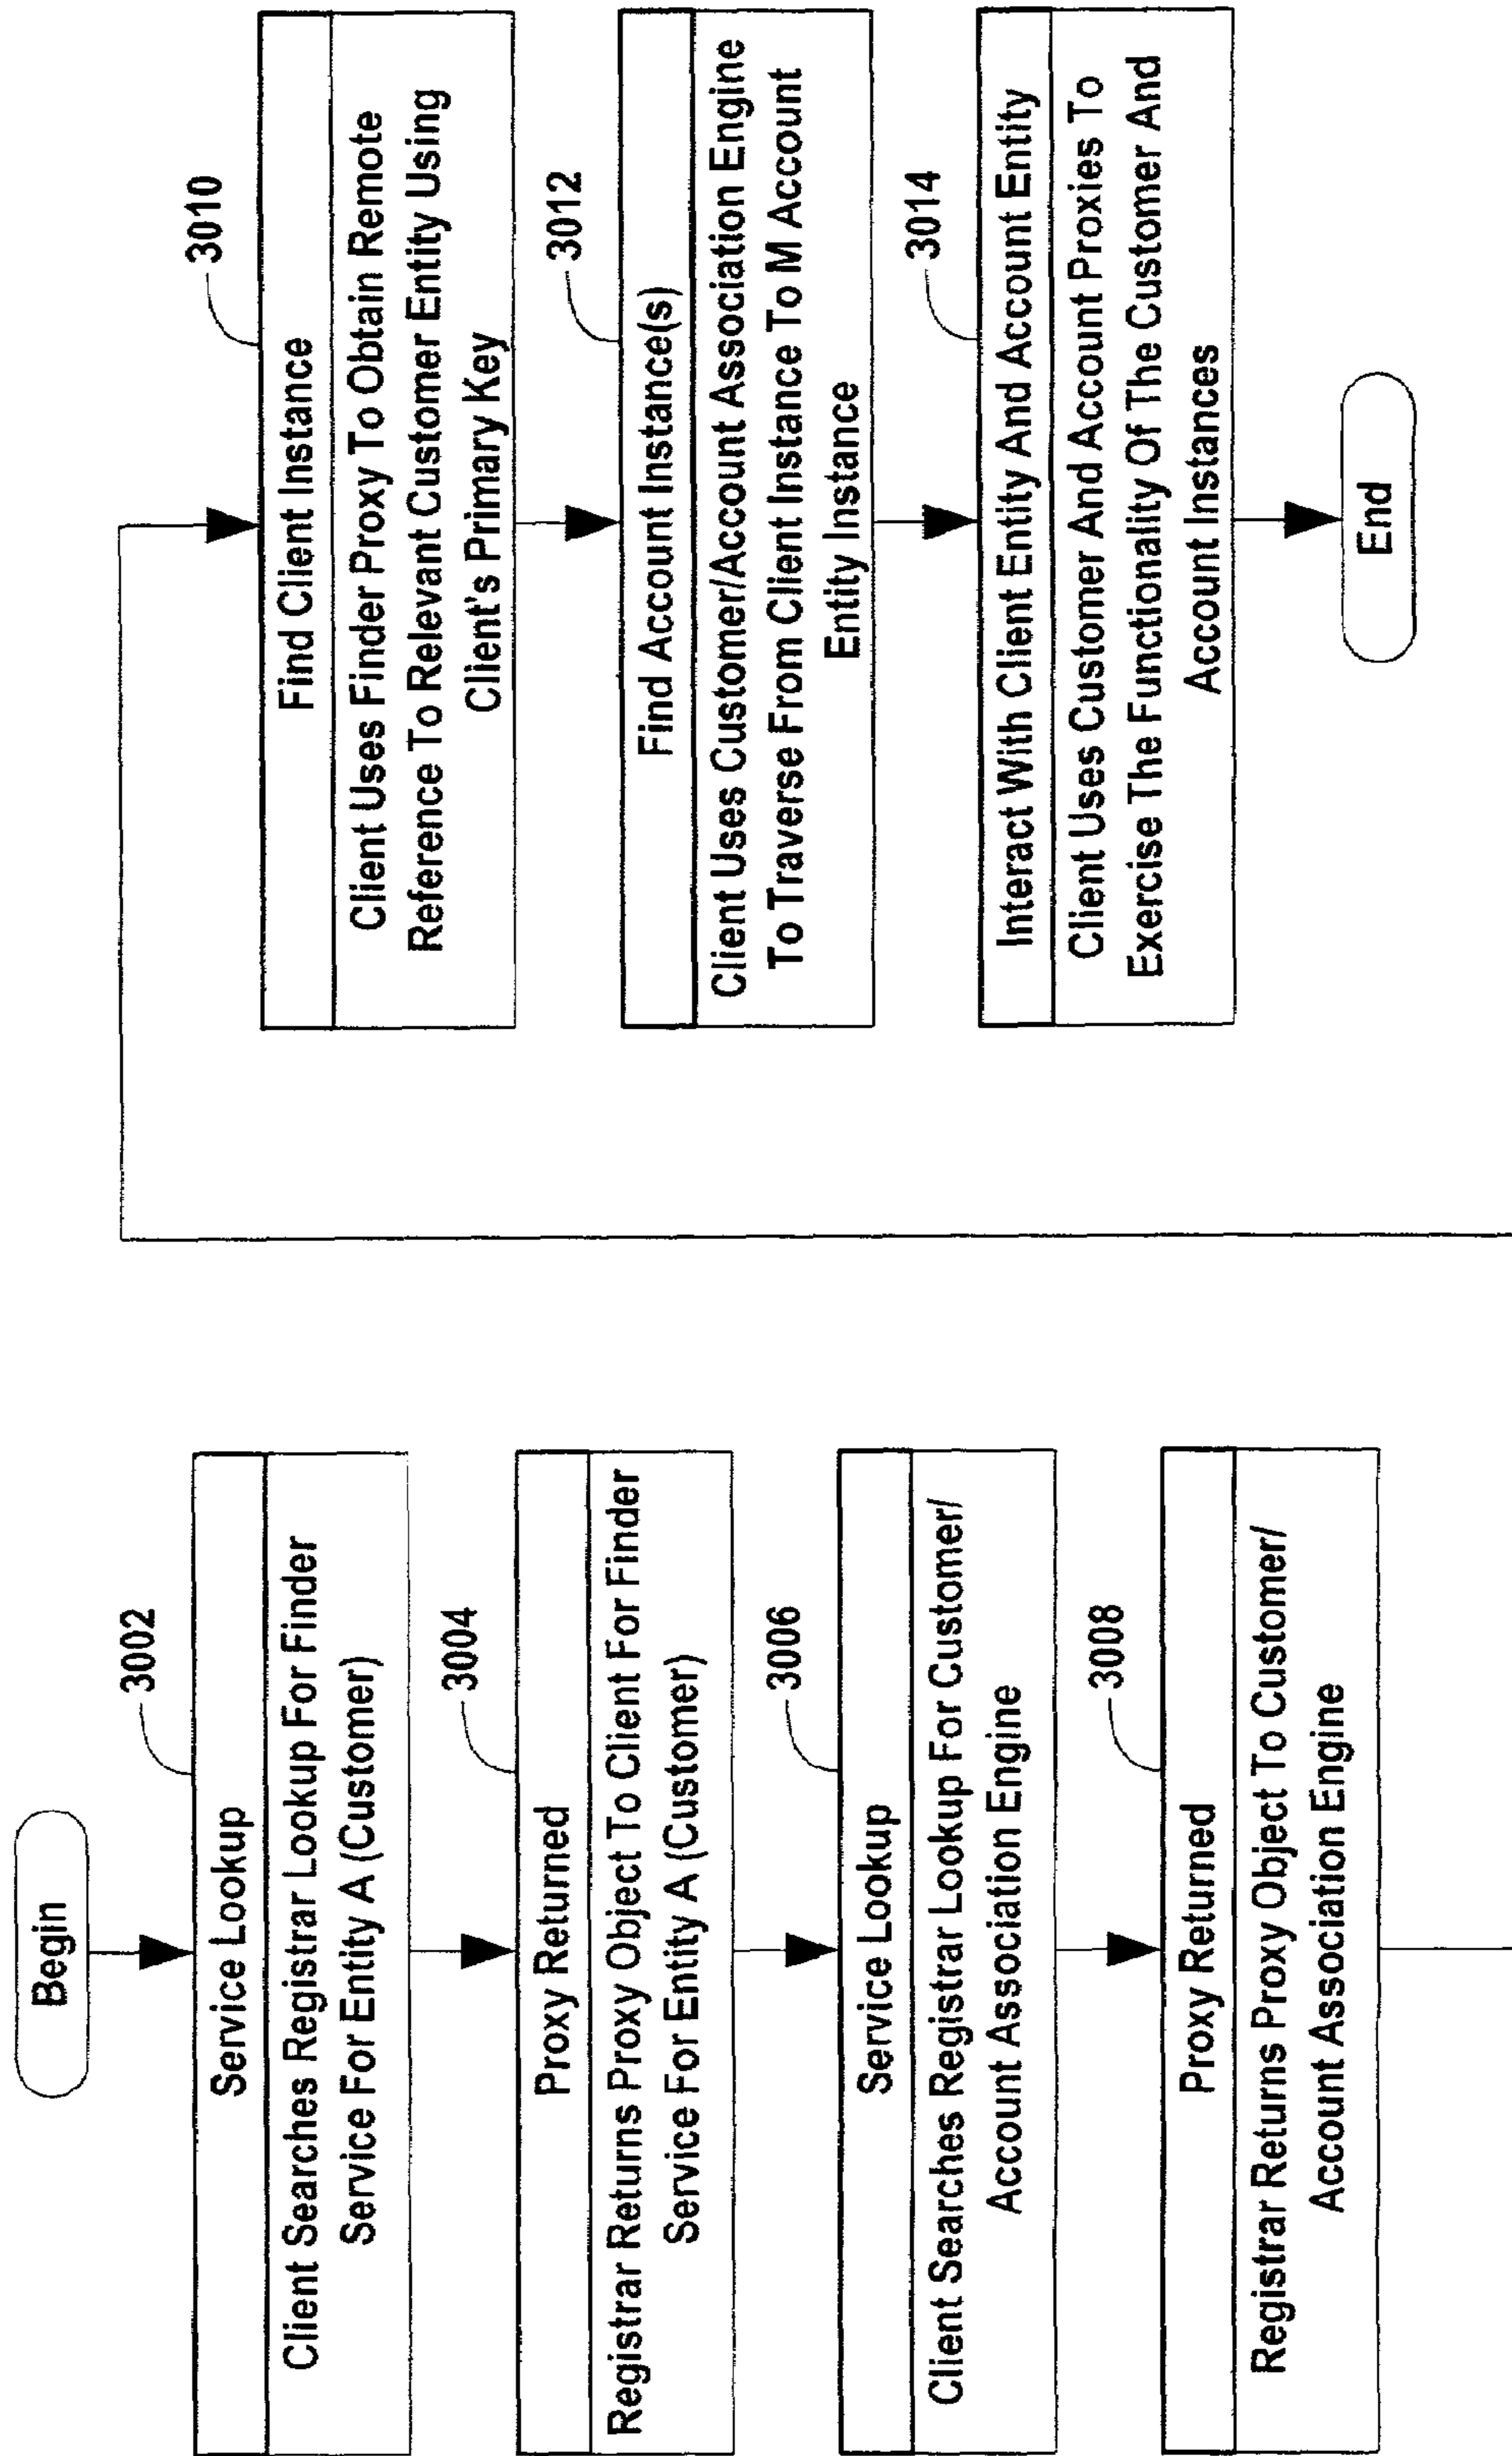 Begin
3002
Service Lookup
Client Searches Registrar Lookup For Finder
Service For Entity A (Customer)
3004
Proxy Returned
Registrar Returns Proxy Object To Client For Finder
Service For Entity A (Customer)
3006
Service Lookup
Client Searches Registrar Lookup For Customer/
Account Association Engine
3008
Proxy Returned
Registrar Returns Proxy Object To Customer/
Account Association Engine
3010
Find Client Instance
Client Uses Finder Proxy To Obtain Remote
Reference To Relevant Customer Entity Using
Client's Primary Key
3012
Find Account Instance(s)
Client Uses Customer/Account Association Engine
To Traverse From Client Instance To M Account
Entity Instance
3014
Interact With Client Entity And Account Entity
Client Uses Customer And Account Proxies To
Exercise The Functionality Of The Customer And
Account Instances
End